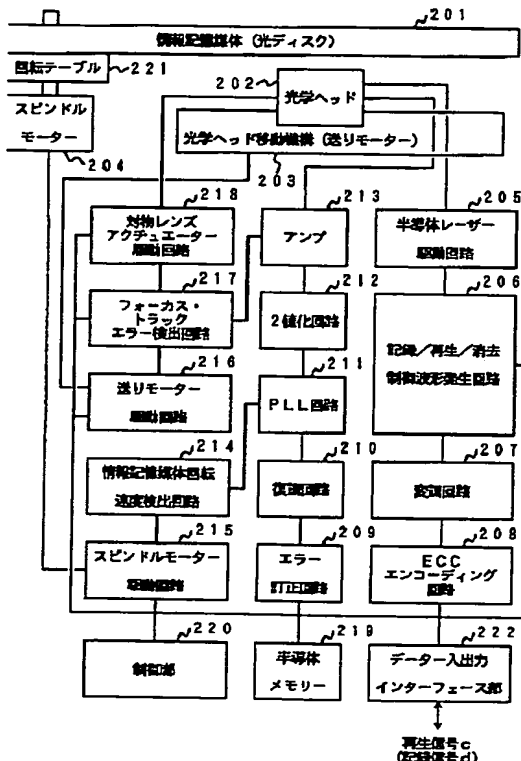 201
情報記憶媒体(光ディスク)
回転テーブル
221
202
光学ヘッド
スピンドル
モーター
光学ヘッド移動機構(送りモーター)
204
203
218
213
205
対物レンズ
アクチュエーター
駆動回路
アンプ
半導体レーザー
駆動回路
217
212
206
フォーカス・
トラック
エラー検出回路
2値化回路
記録/再生/消去
制御波形発生回路
216
211
送りモーター
駆動回路
PLL回路
214
210
207
情報記憶媒体回転
速度検出回路
復調回路
変調回路
215
209
208
スピンドルモーター
駆動回路
エラー
訂正回路
ECC
エンコーディング
回路
220
219
222
制御部
半導体
メモリー
データー入出力
インターフェース部
再生信号c
(記録信号d)